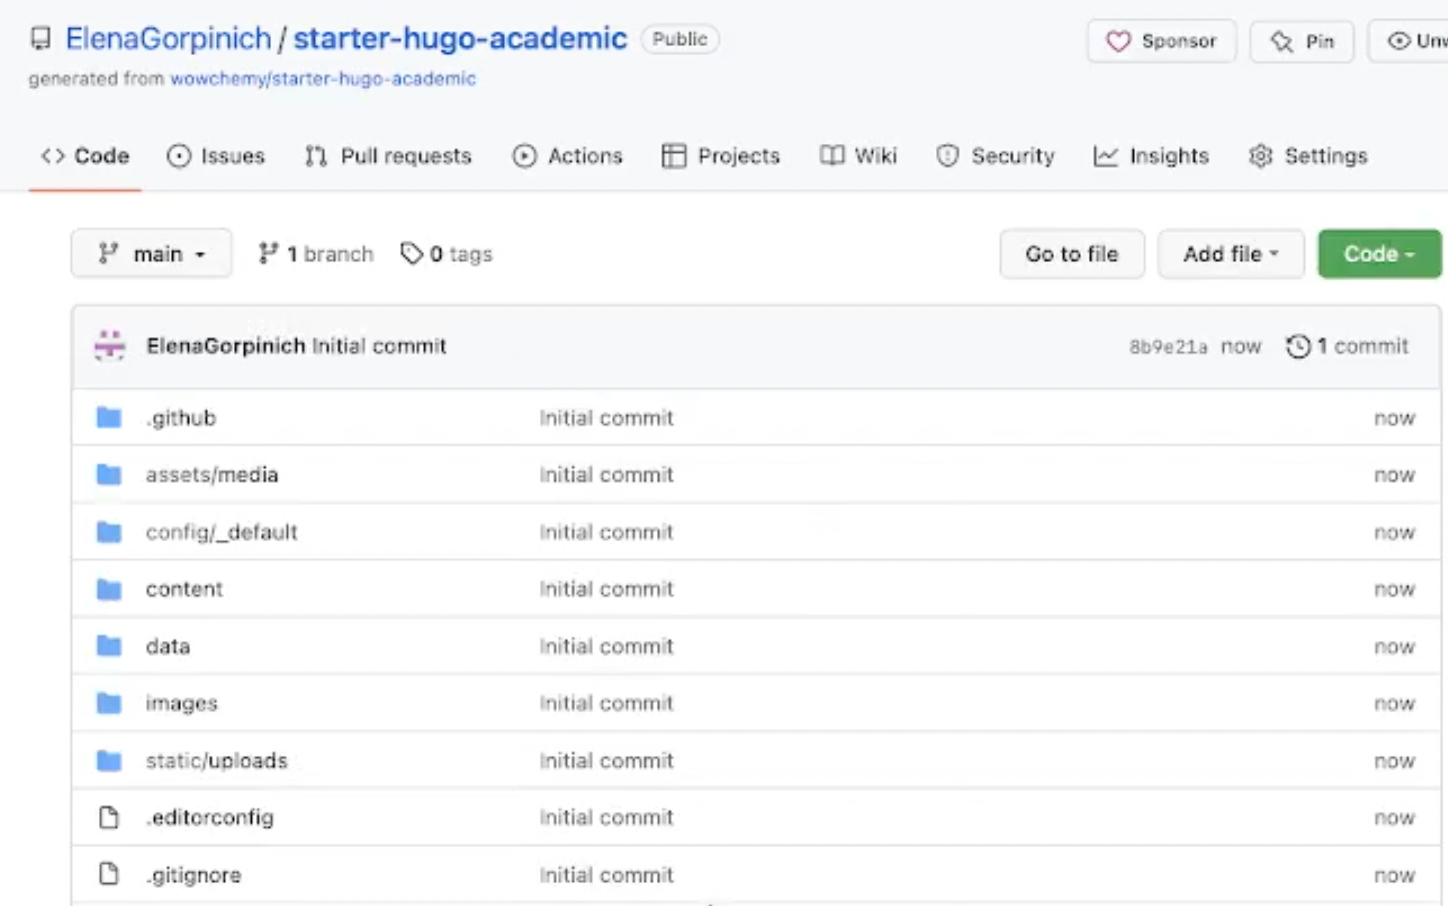 ElenaGorpinich / starter-hugo-academic Public Sponsor Pin
generated from wowchemy/starter-hugo-academic
Code Issues Pull requests Actions Projects Wiki Security Insights Settings
main 1 branch 0 tags Go to file Add file Code
ElenaGorpinich Initial commit 8b9e21a now 1 commit
.github Initial commit now
assets/media Initial commit now
config/_default Initial commit now
content Initial commit now
data Initial commit now
images Initial commit now
static/uploads Initial commit now
.editorconfig Initial commit now
.gitignore Initial commit now